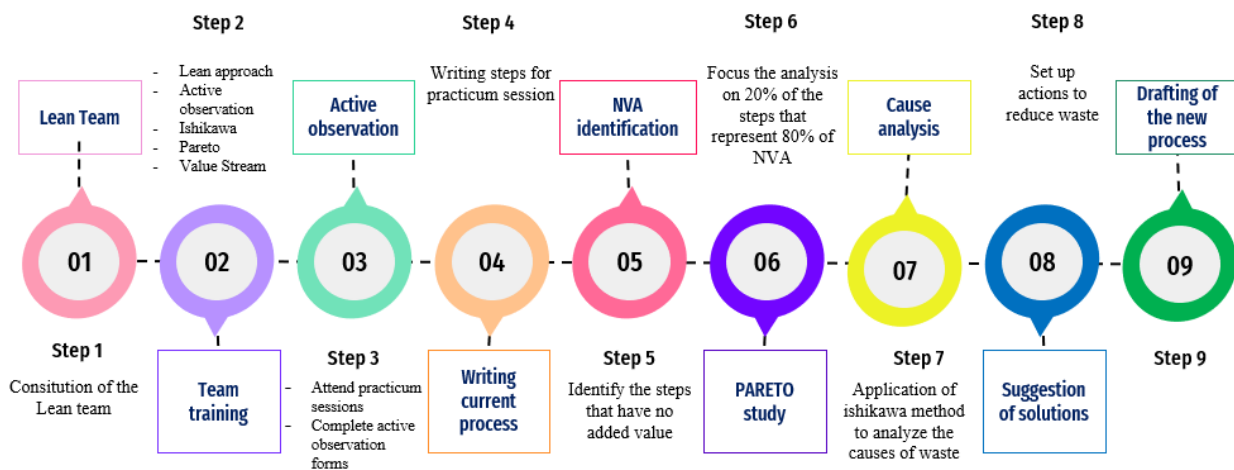 Step 2
Step 4
Step 6
Step 8
Lean Team
- Lean approach
- Active
observation
- Ishikawa
- Pareto
- Value Stream
Active
observation
Writing steps for
practicum session
NVA
identification
Focus the analysis
on 20% of the
steps that
represent 80% of
NVA
Cause
analysis
Set up
actions to
reduce waste
Drafting of
the new
process
01
02
03
04
05
06
07
08
09
Step 1
Consitution of the
Lean team
Team
training
Step 3
- Attend practicum
sessions
- Complete active
observation
forms
Writing
current
process
Step 5
Identify the steps
that have no
added value
PARETO
study
Step 7
Application of
ishikawa method
to analyze the
causes of waste
Suggestion
of solutions
Step 9